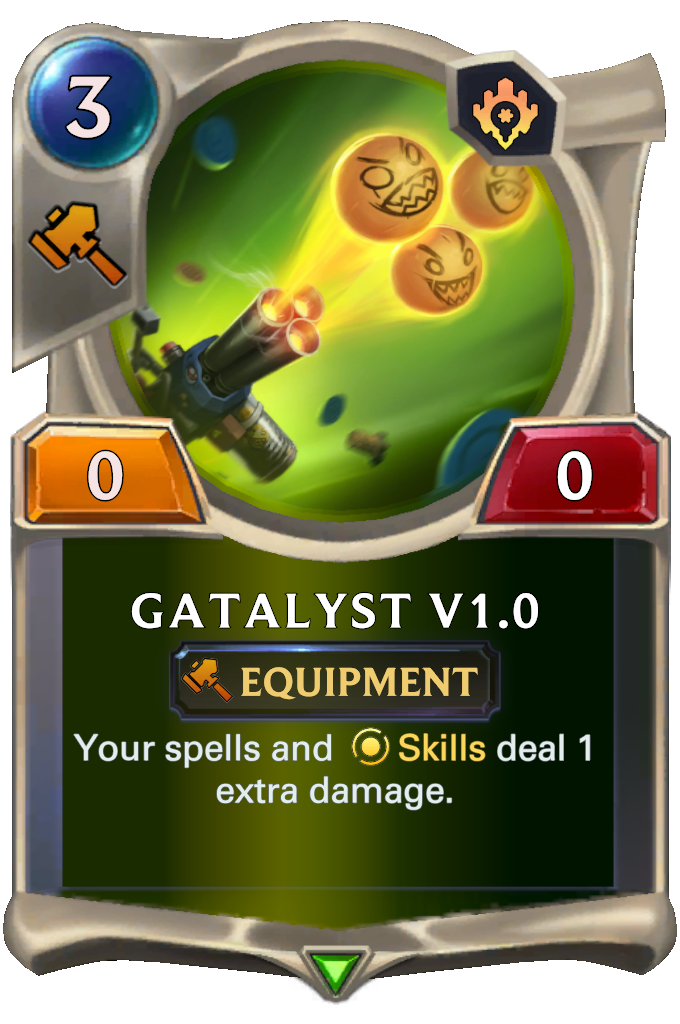 3
0
0
GATALYST V1.0
EQUIPMENT
Your spells and Skills deal 1
extra damage.